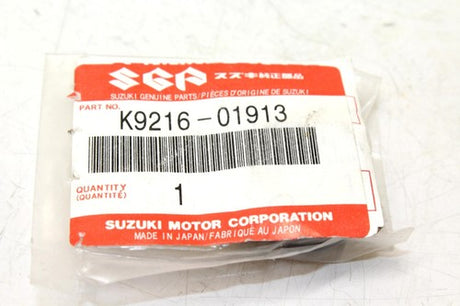 SGP スズキ純正部品
SUZUKI GENUINE PARTS/PIÈCES D'ORIGINE DE SUZUKI
PART NO.
K9216-01913
QUANTITY
(QUANTITÉ)
1
SUZUKI MOTOR CORPORATION
MADE IN JAPAN/FABRIQUÉ AU JAPON